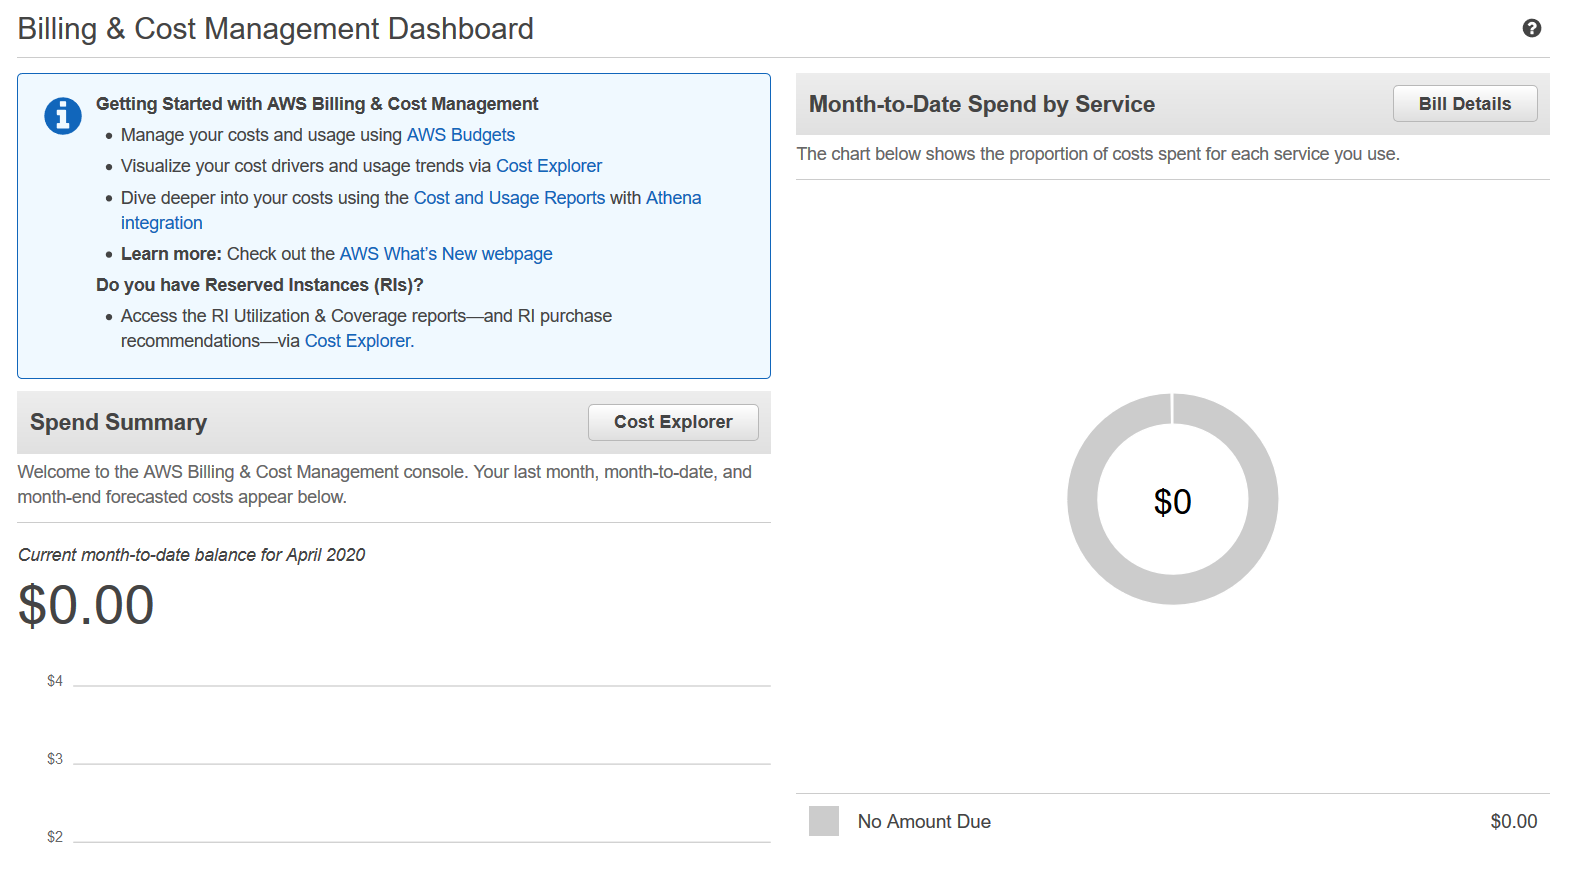 Billing & Cost Management Dashboard
Getting Started with AWS Billing & Cost Management
Manage your costs and usage using AWS Budgets
Visualize your cost drivers and usage trends via Cost Explorer
Dive deeper into your costs using the Cost and Usage Reports with Athena
integration
Learn more: Check out the AWS What’s New webpage
Do you have Reserved Instances (RIs)?
Access the RI Utilization & Coverage reports—and RI purchase
recommendations—via Cost Explorer.
Spend Summary
Cost Explorer
Welcome to the AWS Billing & Cost Management console. Your last month, month-to-date, and
month-end forecasted costs appear below.
Current month-to-date balance for April 2020
$0.00
$4
$3
$2
Month-to-Date Spend by Service
Bill Details
The chart below shows the proportion of costs spent for each service you use.
$0
No Amount Due $0.00